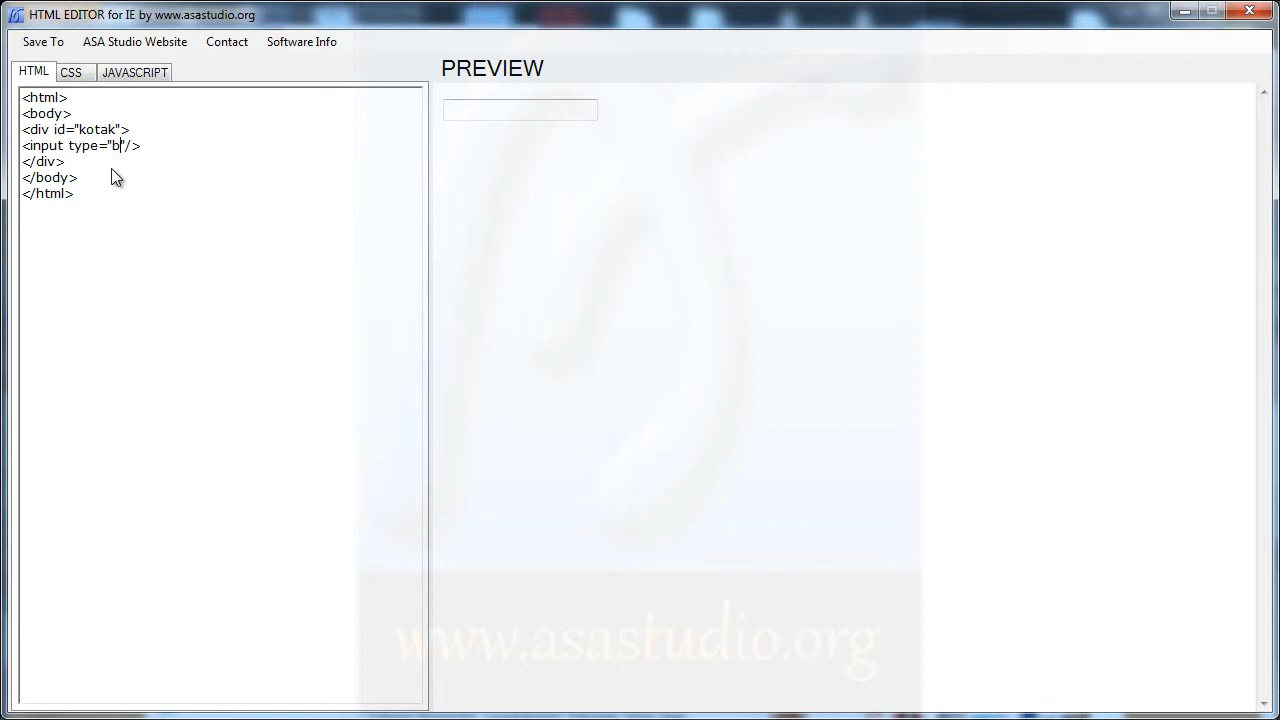 HTML EDITOR for IE by www.asastudio.org
Save To ASA Studio Website Contact Software Info
HTML CSS JAVASCRIPT
PREVIEW
<html>
<body>
<div id="kotak">
<input type="b"/>
</div>
</body>
</html>
www.asastudio.org